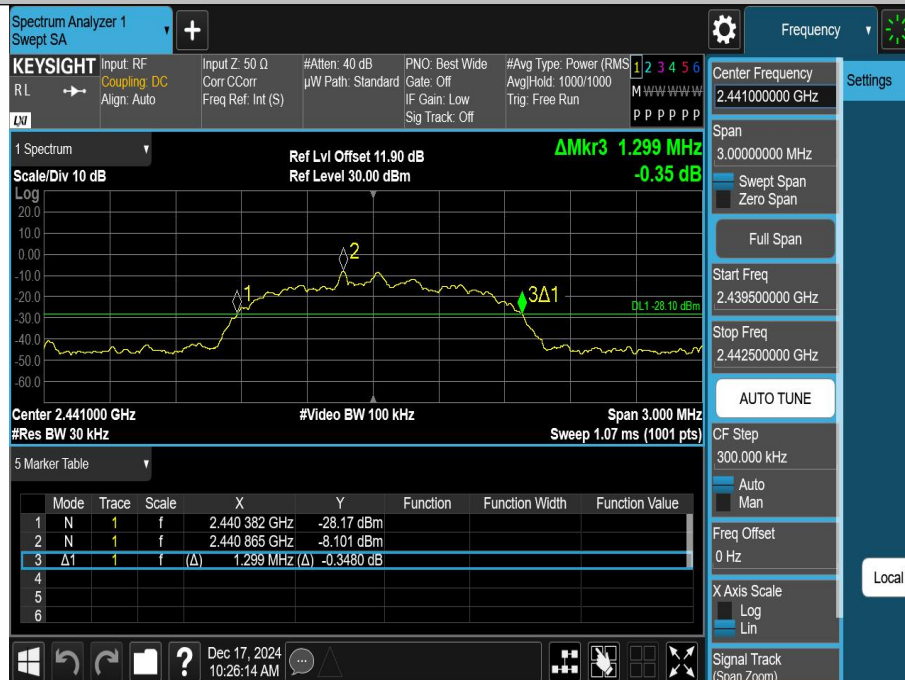 Spectrum Analyzer 1
Swept SA
+
Frequency
KEYSIGHT
RL
LXI
Input: RF
Coupling: DC
Align: Auto
Input Z: 50 Ω
Corr CCorr
Freq Ref: Int (S)
#Atten: 40 dB
µW Path: Standard
PNO: Best Wide
Gate: Off
IF Gain: Low
Sig Track: Off
#Avg Type: Power (RMS
Avg|Hold: 1000/1000
Trig: Free Run
1 2 3 4 5 6
M W W W W W
P P P P P P
1 Spectrum
Scale/Div 10 dB
Ref Lvl Offset 11.90 dB
Ref Level 30.00 dBm
ΔMkr3 1.299 MHz
-0.35 dB
Log
20.0
10.0
0.00
-10.0
-20.0
-30.0
-40.0
-50.0
-60.0
1
2
3Δ1
DL1 -28.10 dBm
Center 2.441000 GHz
#Video BW 100 kHz
Span 3.000 MHz
#Res BW 30 kHz
Sweep 1.07 ms (1001 pts)
5 Marker Table
Mode Trace Scale X Y Function Function Width Function Value
1 N 1 f 2.440 382 GHz -28.17 dBm
2 N 1 f 2.440 865 GHz -8.101 dBm
3 Δ1 1 f (Δ) 1.299 MHz (Δ) -0.3480 dB
4
5
6
?
Dec 17, 2024
10:26:14 AM
Center Frequency
2.441000000 GHz
Span
3.00000000 MHz
Swept Span
Zero Span
Full Span
Start Freq
2.439500000 GHz
Stop Freq
2.442500000 GHz
AUTO TUNE
CF Step
300.000 kHz
Auto
Man
Freq Offset
0 Hz
X Axis Scale
Log
Lin
Signal Track
(Span Zoom)
Settings
Local